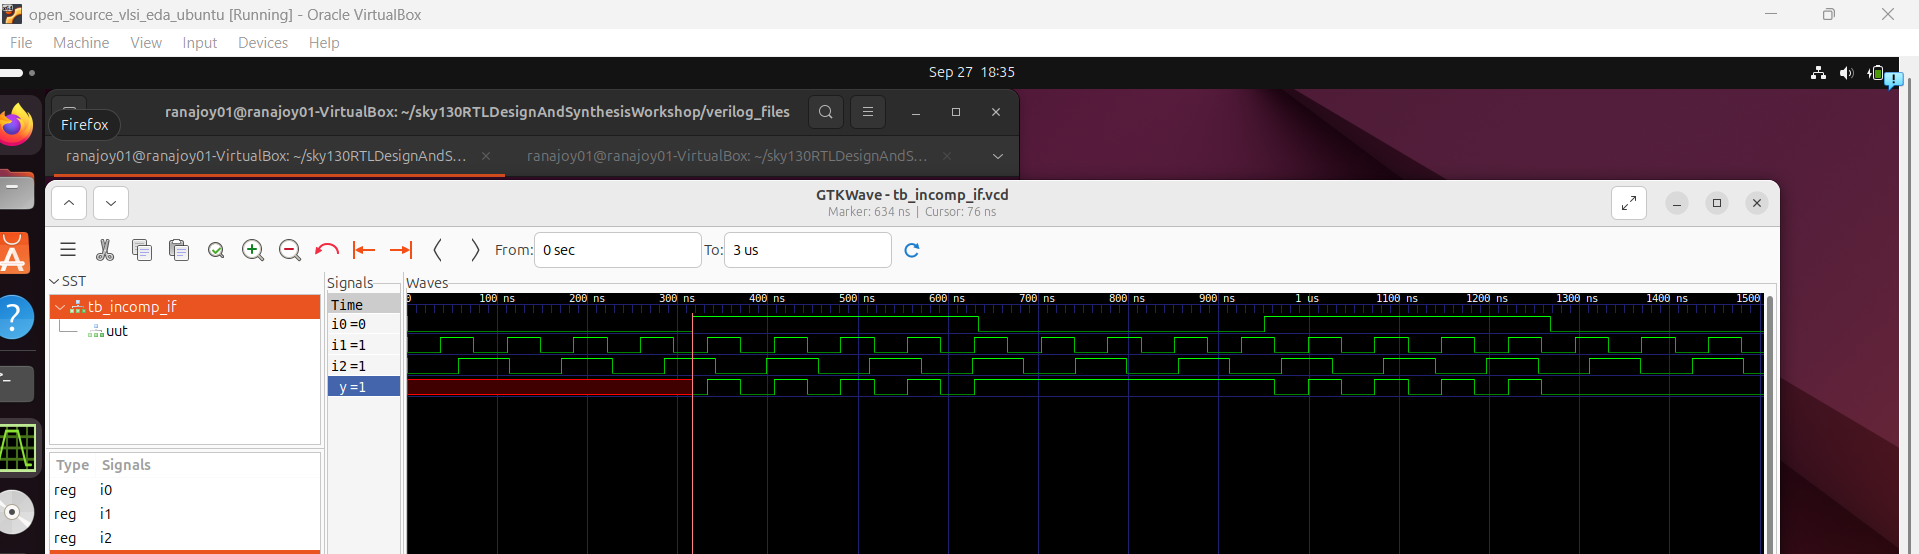 open_source_vlsi_eda_ubuntu [Running] - Oracle VirtualBox
File Machine View Input Devices Help
Sep 27 18:35
ranajoy01@ranajoy01-VirtualBox: ~/sky130RTLDesignAndSynthesisWorkshop/verilog_files
Firefox
ranajoy01@ranajoy01-VirtualBox: ~/sky130RTLDesignAndS...
ranajoy01@ranajoy01-VirtualBox: ~/sky130RTLDesignAndS...
GTKWave - tb_incomp_if.vcd
Marker: 634 ns | Cursor: 76 ns
From: 0 sec To: 3 us
SST
Signals
Waves
tb_incomp_if
uut
Time
i0 =0
i1 =1
i2 =1
y =1
0 100 ns 200 ns 300 ns 400 ns 500 ns 600 ns 700 ns 800 ns 900 ns 1 us 1100 ns 1200 ns 1300 ns 1400 ns 1500
Type Signals
reg i0
reg i1
reg i2